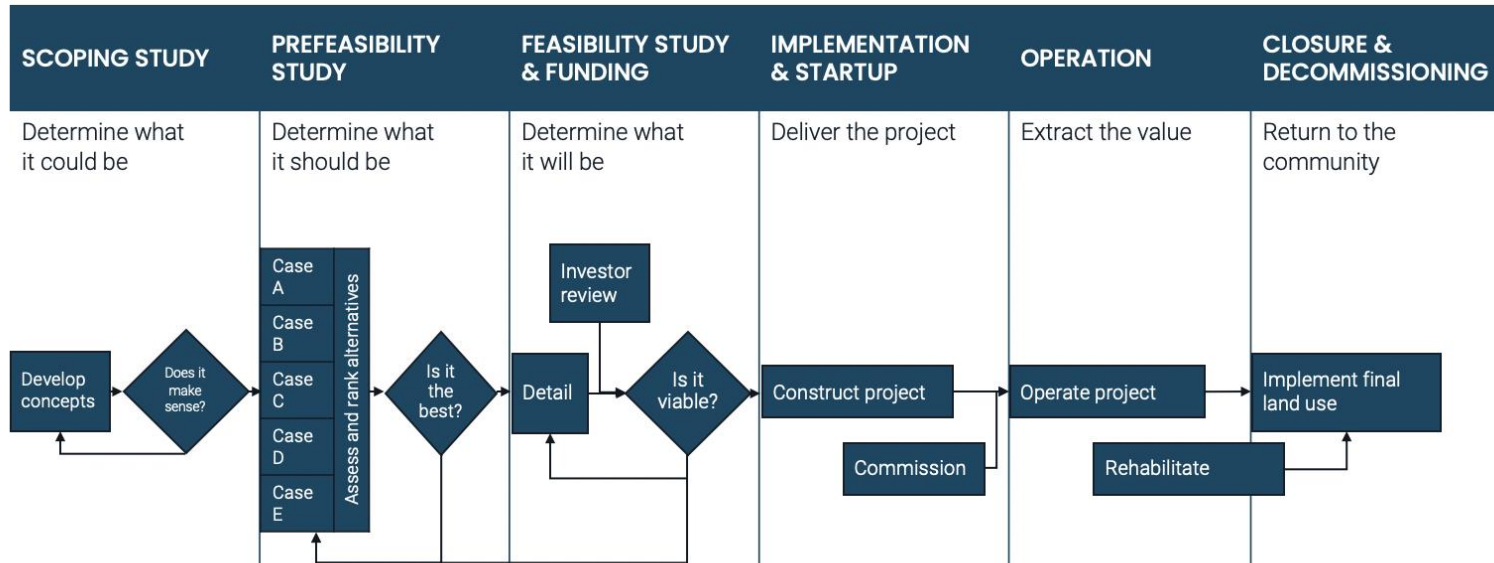 SCOPING STUDY
PREFEASIBILITY
STUDY
FEASIBILITY STUDY
& FUNDING
IMPLEMENTATION
& STARTUP
OPERATION
CLOSURE &
DECOMMISSIONING
Determine what
it could be
Determine what
it should be
Determine what
it will be
Deliver the project
Extract the value
Return to the
community
Develop
concepts
Does it
make
sense?
Case
A
Case
B
Case
C
Case
D
Case
E
Assess and rank alternatives
Is it
the
best?
Investor
review
Detail
Is it
viable?
Construct project
Commission
Operate project
Rehabilitate
Implement final
land use